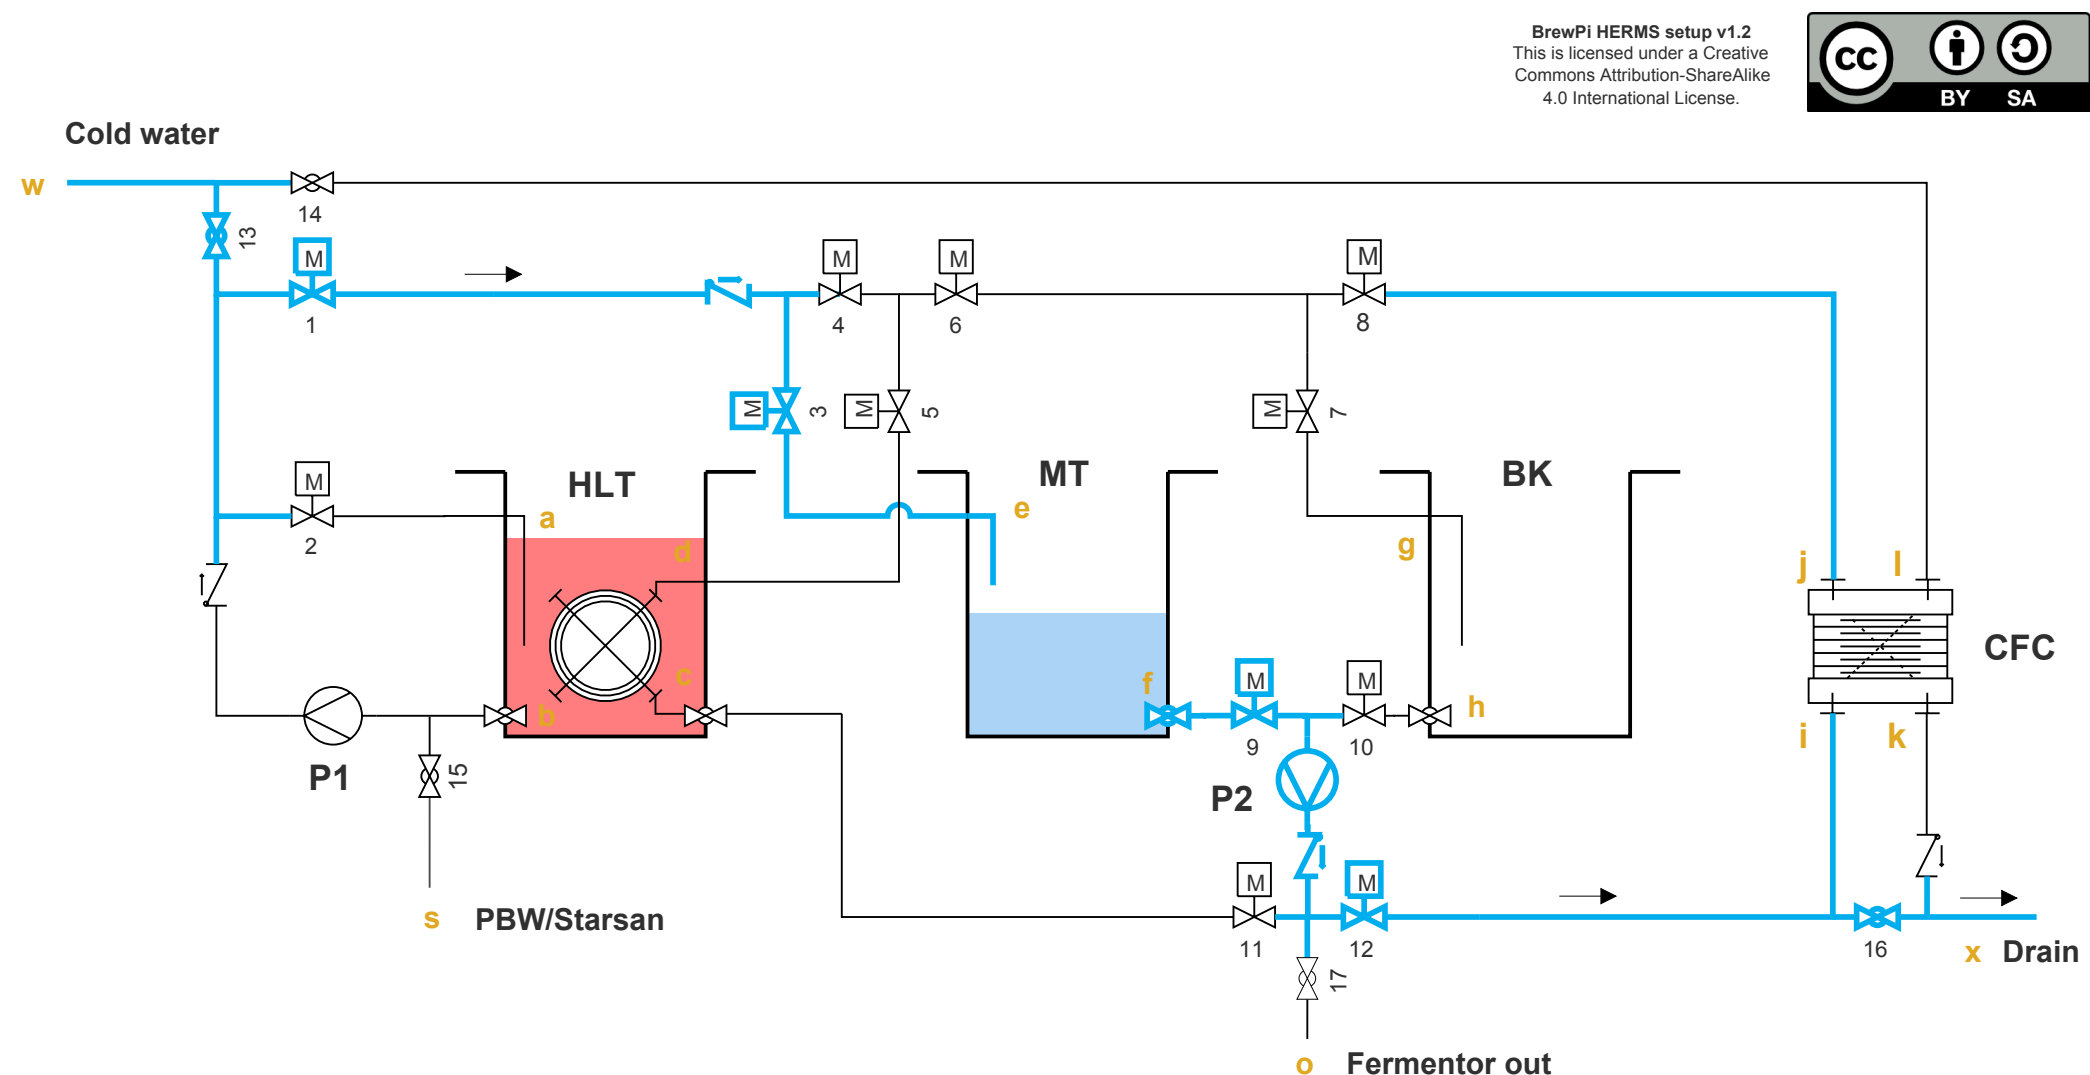 BrewPi HERMS setup v1.2
This is licensed under a Creative
Commons Attribution-ShareAlike
4.0 International License.
cc
BY SA
Cold water
w
14
13
M
1
M
4
M
6
M
8
M
3
M
5
M
7
M
2
HLT
MT
BK
a
d
e
g
j
l
CFC
c
b
f
M
9
M
10
h
i
k
P1
15
P2
s
PBW/Starsan
M
11
M
12
16
17
x Drain
o
Fermentor out